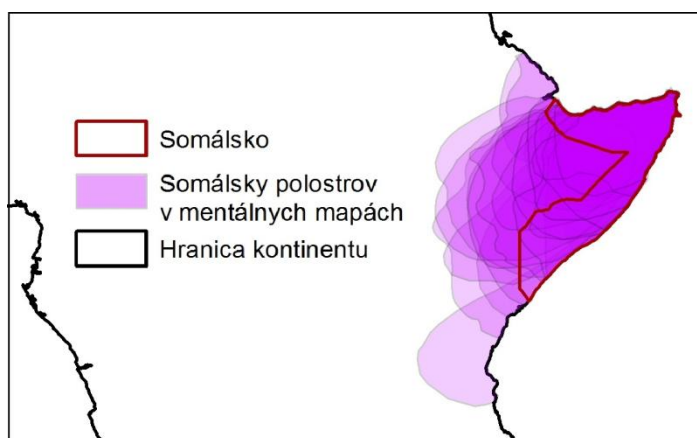 Somálsko
Somálsky polostrov
v mentálnych mapách
Hranica kontinentu